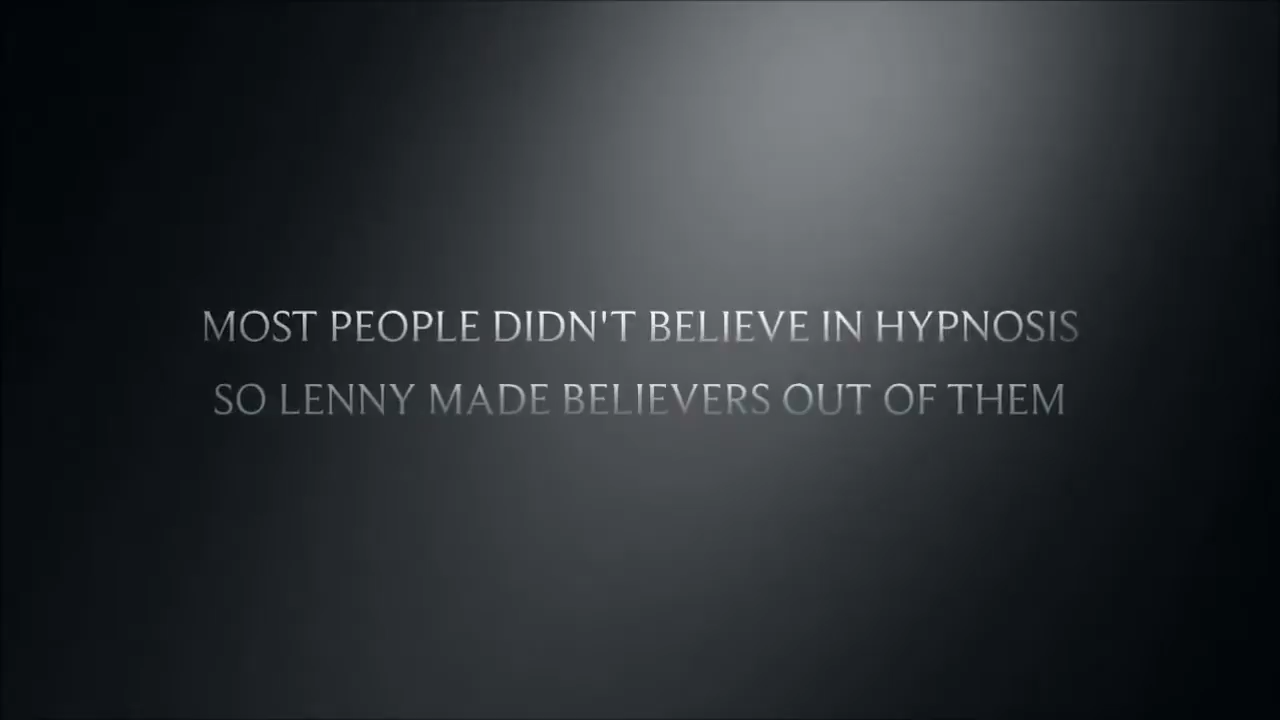 MOST PEOPLE DIDN'T BELIEVE IN HYPNOSIS
SO LENNY MADE BELIEVERS OUT OF THEM